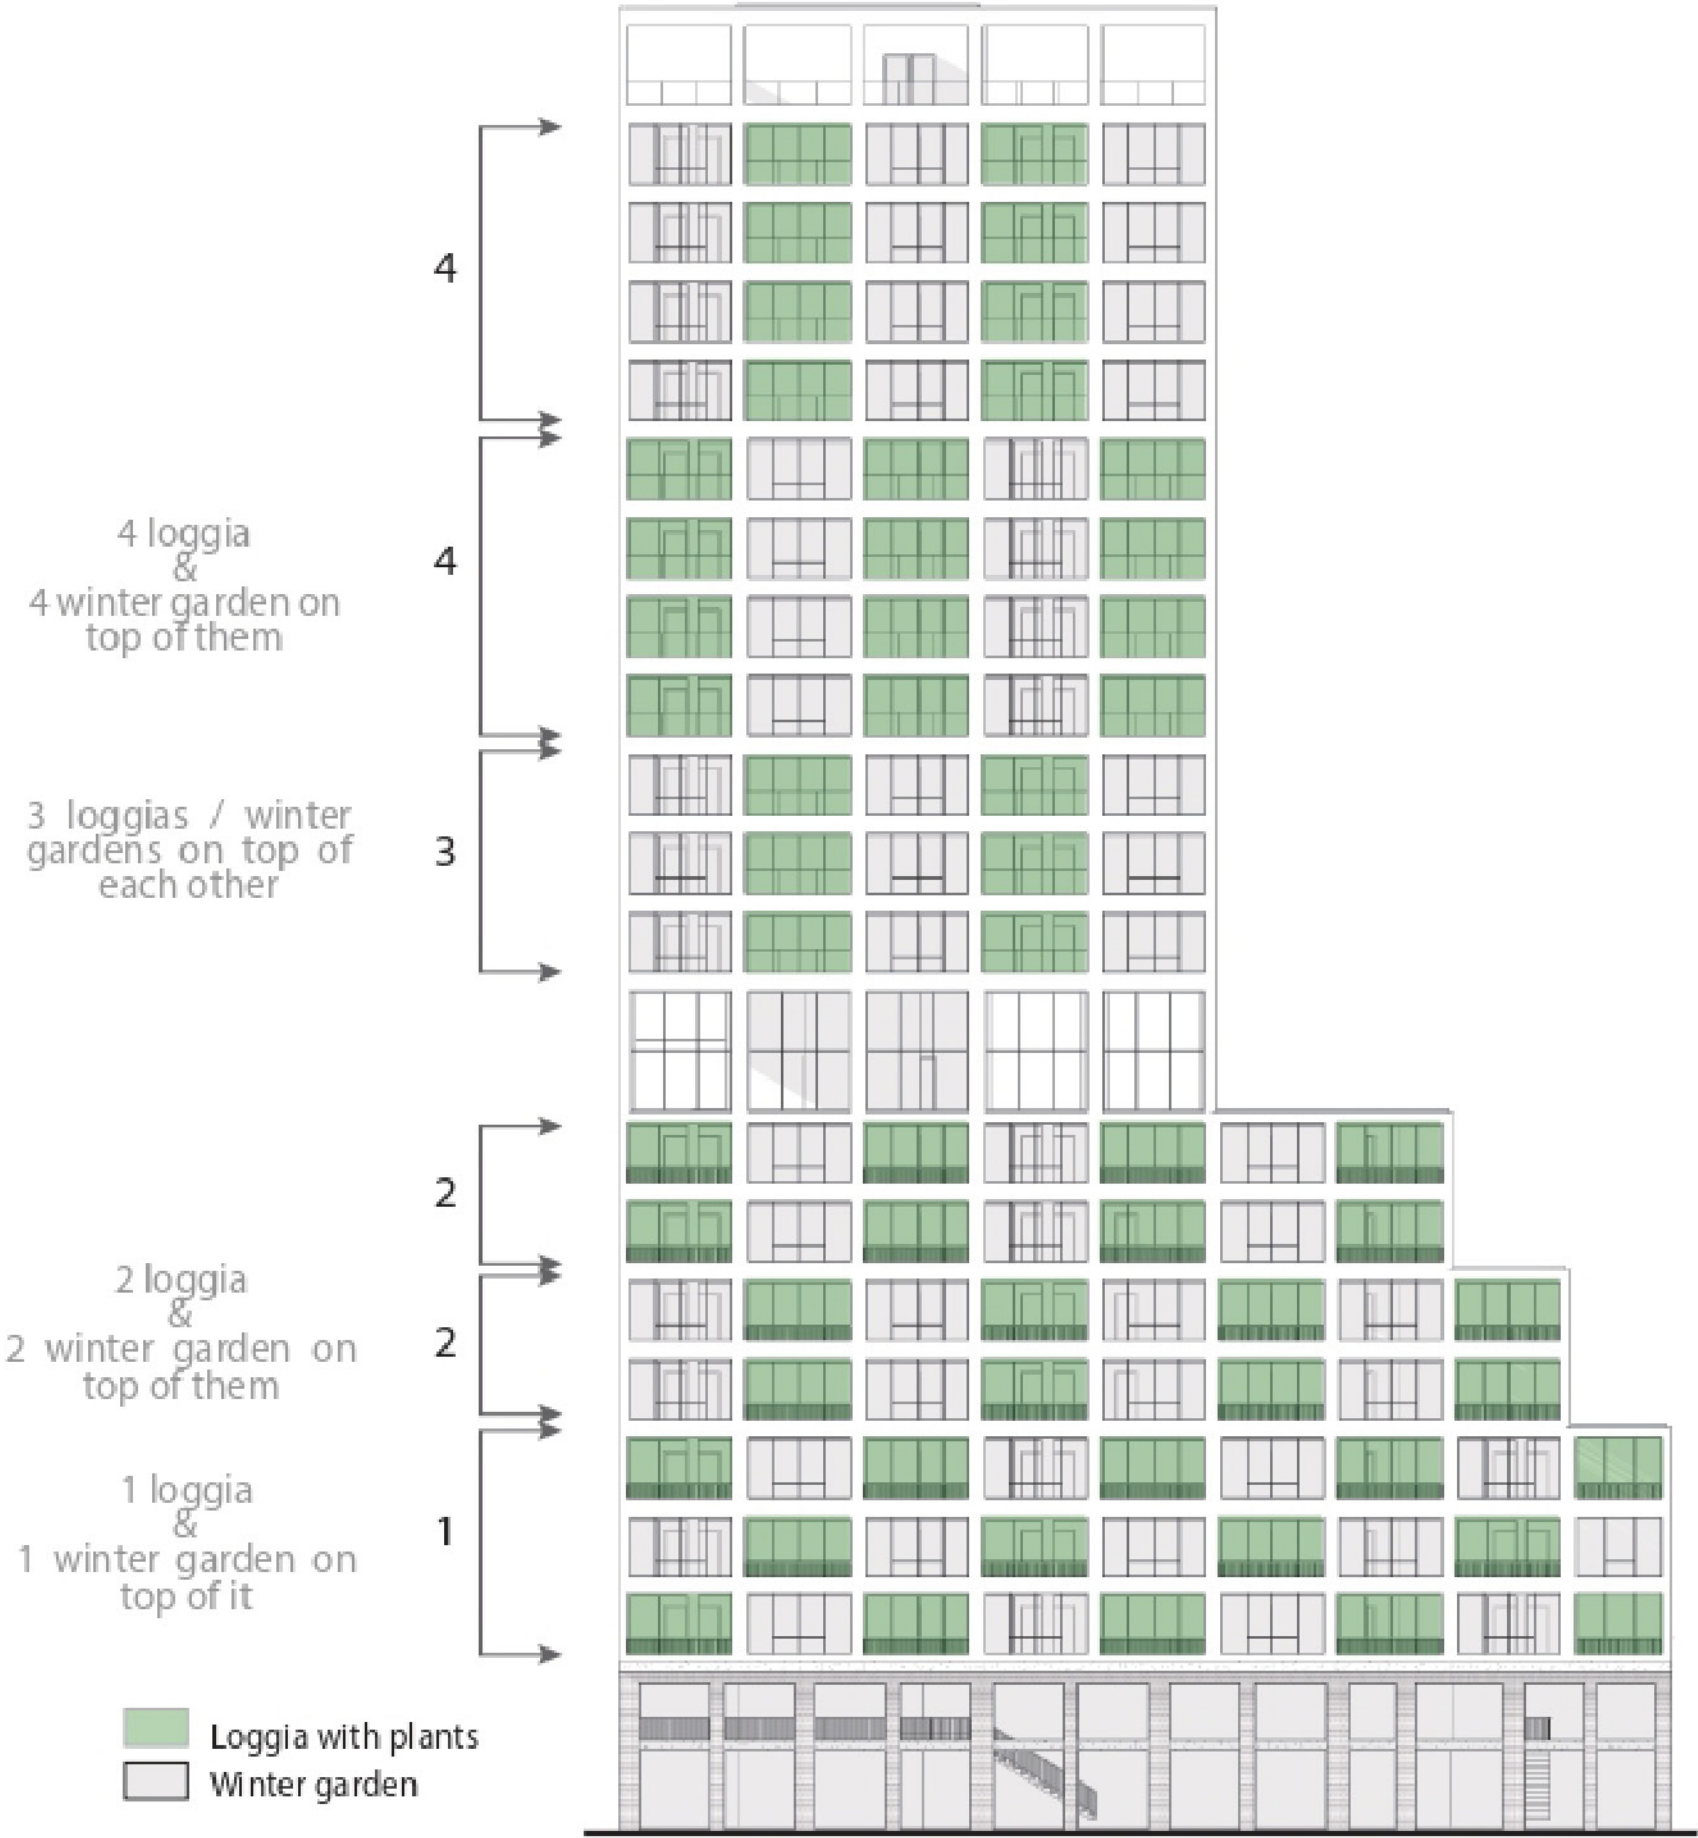 4
4 loggia
&
4 winter garden on
top of them
4
3 loggias / winter
gardens on top of
each other
3
2
2 loggia
&
2 winter garden on
top of them
2
1 loggia
&
1 winter garden on
top of it
1
Loggia with plants
Winter garden